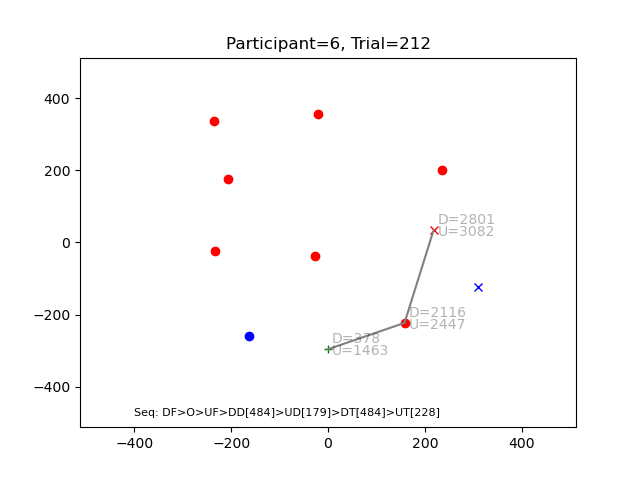 Participant=6, Trial=212
400
200
0
−200
−400
D=2801
U=3082
D=2116
U=2447
D=378
U=1463
Seq: DF>O>UF>DD[484]>UD[179]>DT[484]>UT[228]
−400
−200
0
200
400